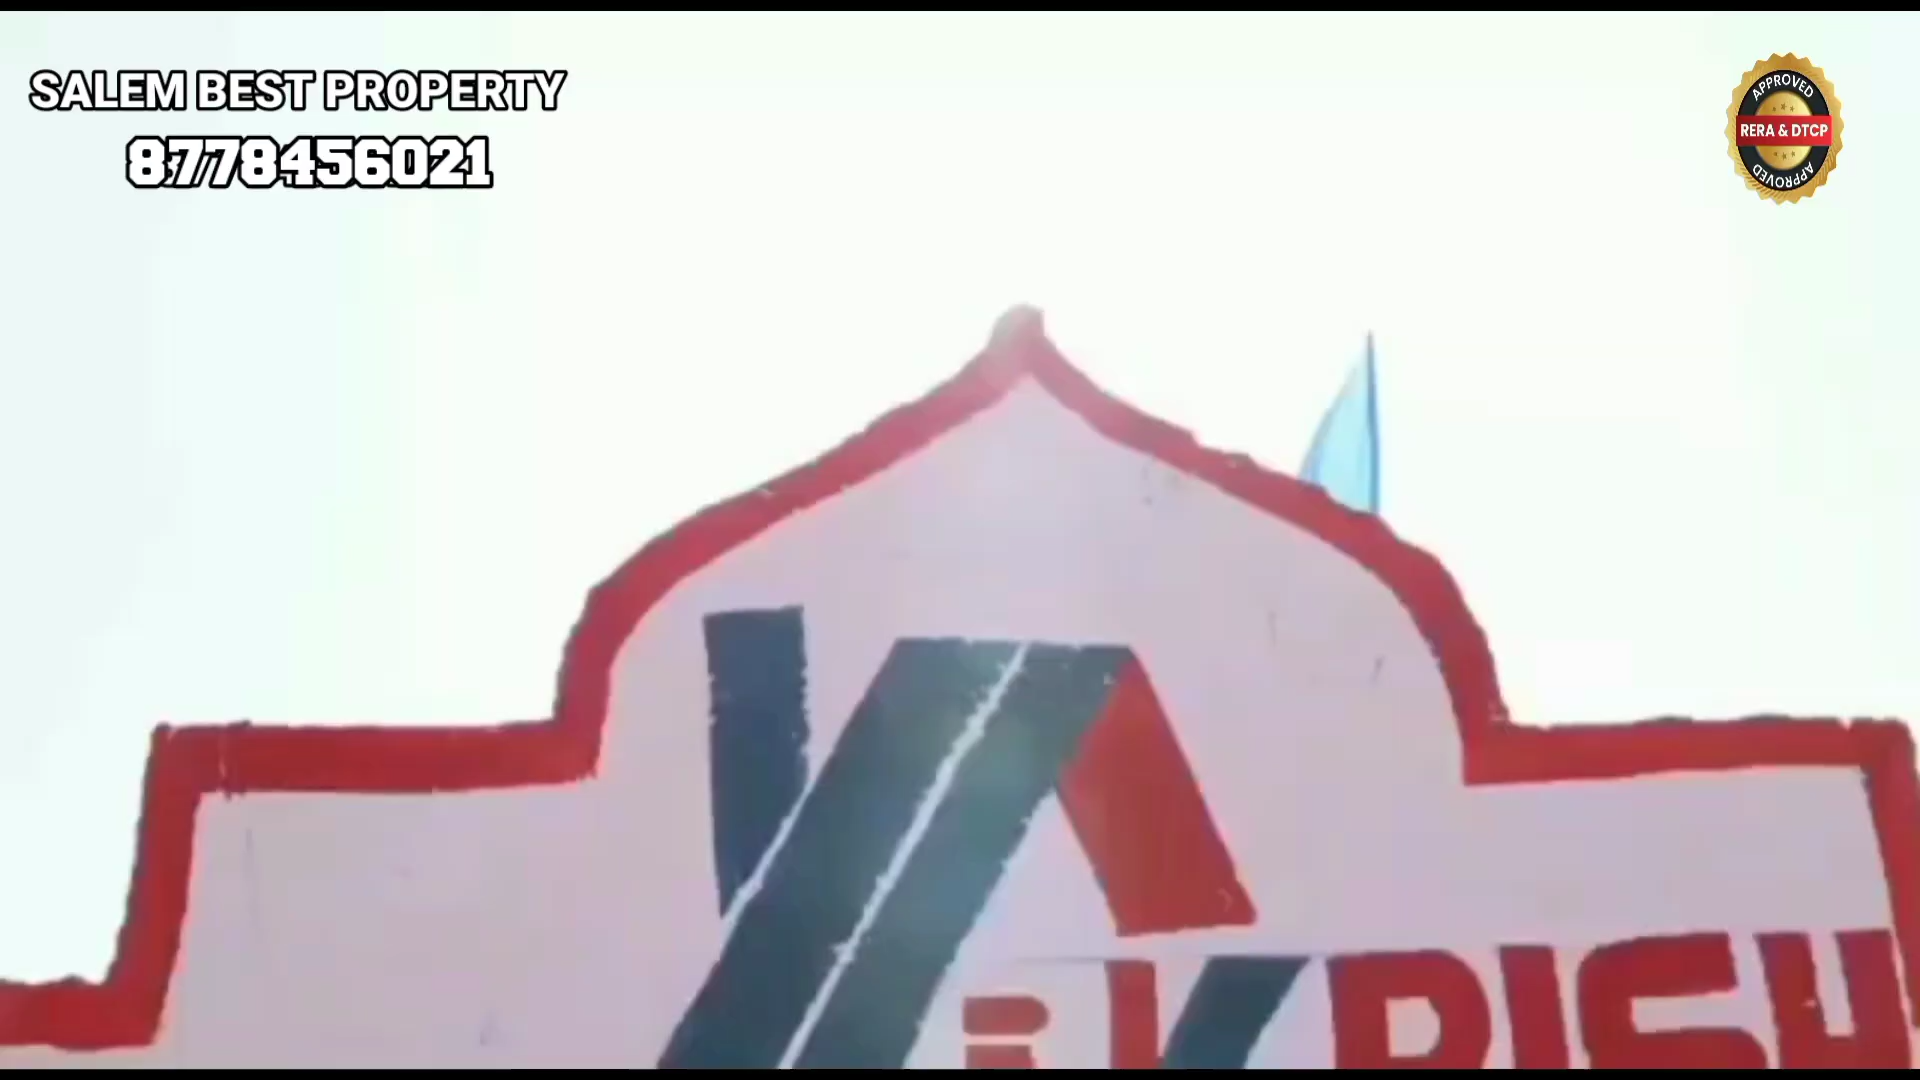 SALEM BEST PROPERTY
8778456021
APPROVED
RERA & DTCP
APPROVED